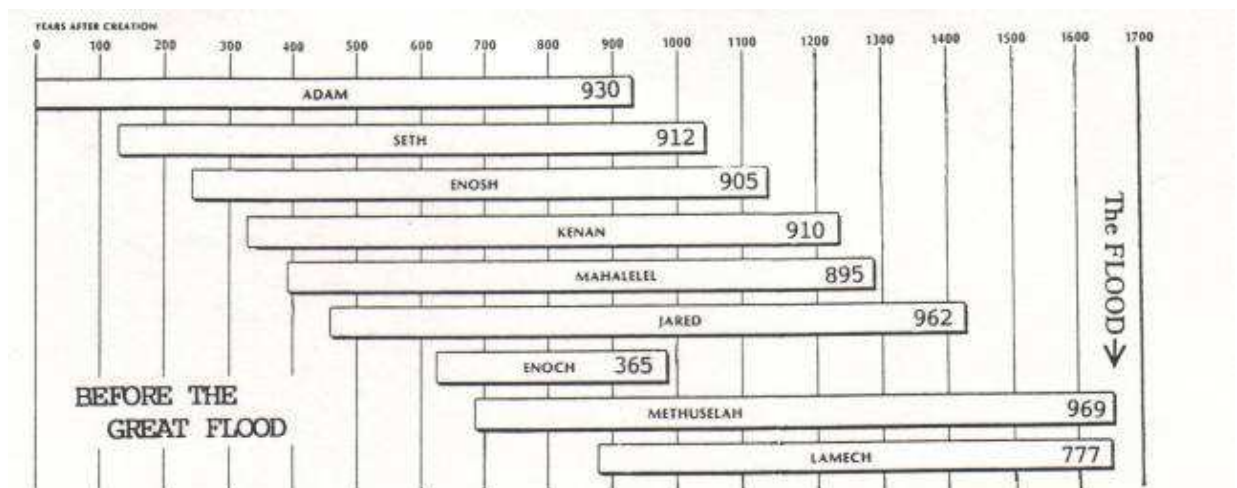 YEARS AFTER CREATION
0 100 200 300 400 500 600 700 800 900 1000 1100 1200 1300 1400 1500 1600 1700
ADAM 930
SETH 912
ENOSH 905
KENAN 910
MAHALELEL 895
JARED 962
ENOCH 365
METHUSELAH 969
LAMECH 777
The FLOOD
BEFORE THE
GREAT FLOOD